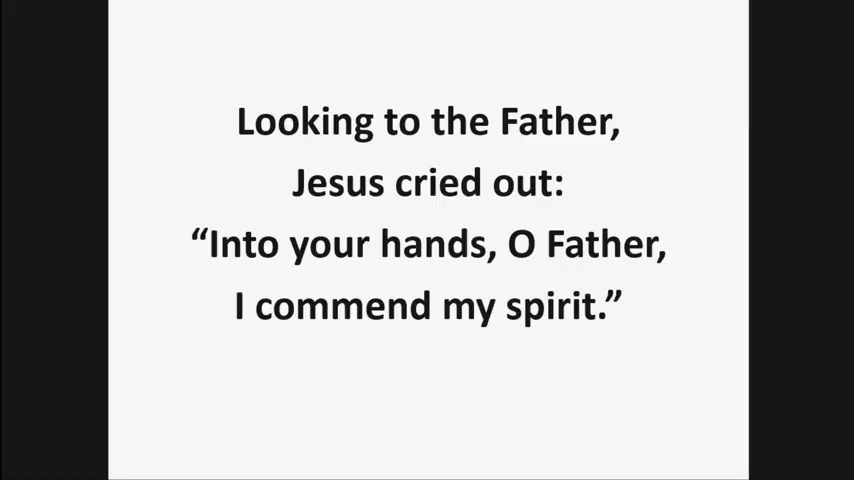 Looking to the Father,
Jesus cried out:
“Into your hands, O Father,
I commend my spirit.”